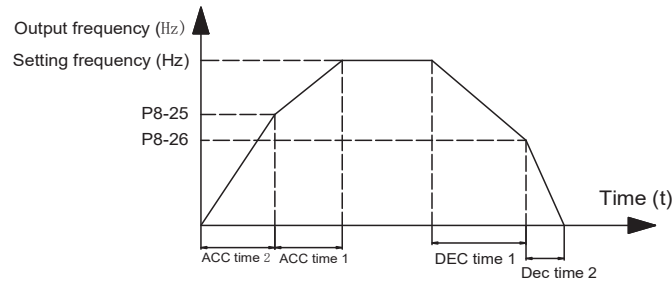 Output frequency (Hz)
Setting frequency (Hz)
P8-25
P8-26
Time (t)
ACC time 2
ACC time 1
DEC time 1
Dec time 2